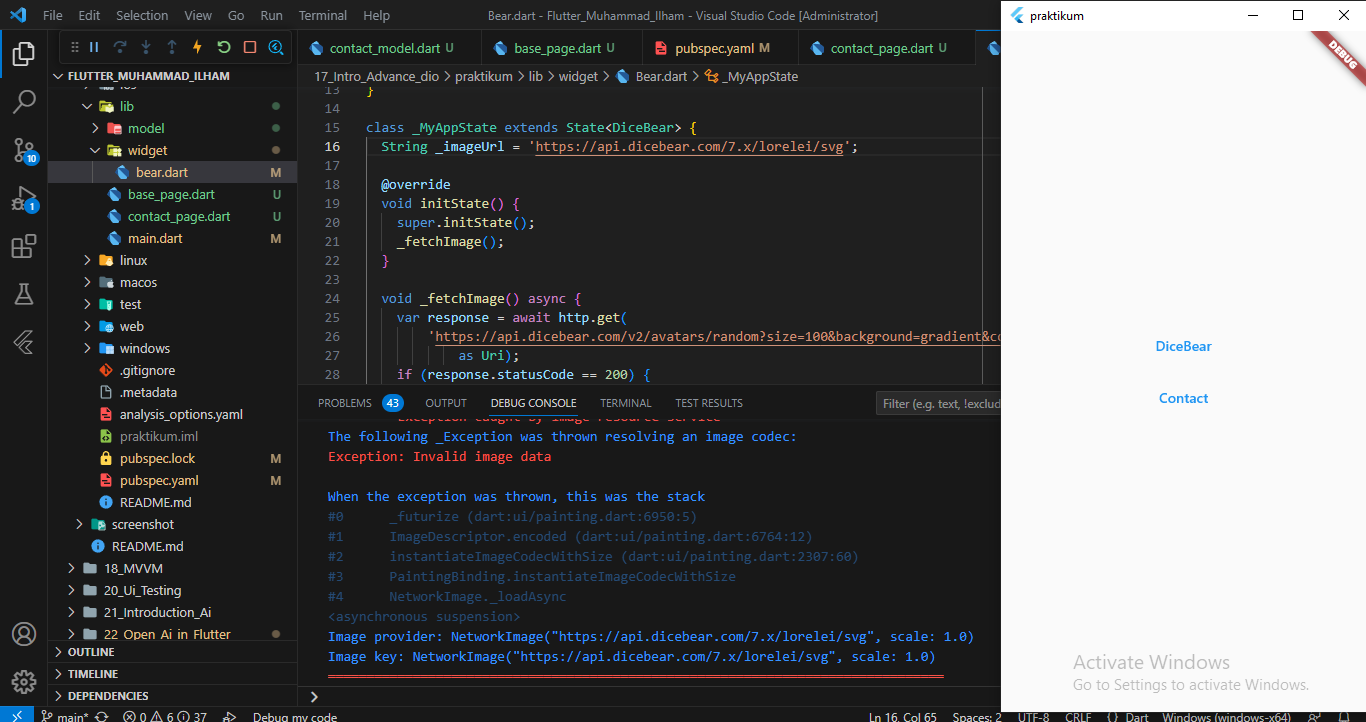 File Edit Selection View Go Run Terminal Help
Bear.dart - Flutter_Muhammad_Ilham - Visual Studio Code [Administrator]
praktikum
contact_model.dart U
base_page.dart U
pubspec.yaml M
contact_page.dart U
17_Intro_Advance_dio > praktikum > lib > widget > Bear.dart > _MyAppState
FLUTTER_MUHAMMAD_ILHAM
lib
model
widget
bear.dart M
base_page.dart U
contact_page.dart U
main.dart M
linux
macos
test
web
windows
.gitignore
.metadata
analysis_options.yaml
praktikum.iml
pubspec.lock M
pubspec.yaml M
README.md
screenshot
README.md
18_MVVM
20_Ui_Testing
21_Introduction_Ai
22_Open_Ai_in_Flutter
OUTLINE
TIMELINE
DEPENDENCIES
10
1
13 }
14
15 class _MyAppState extends State<DiceBear> {
16 String _imageUrl = 'https://api.dicebear.com/7.x/lorelei/svg';
17
18 @override
19 void initState() {
20 super.initState();
21 _fetchImage();
22 }
23
24 void _fetchImage() async {
25 var response = await http.get(
26 'https://api.dicebear.com/v2/avatars/random?size=100&background=gradient&co
27 as Uri);
28 if (response.statusCode == 200) {
PROBLEMS 43 OUTPUT DEBUG CONSOLE TERMINAL TEST RESULTS
Filter (e.g. text, !exclud
Exception caught by image resource service
The following _Exception was thrown resolving an image codec:
Exception: Invalid image data
When the exception was thrown, this was the stack
#0 _futurize (dart:ui/painting.dart:6950:5)
#1 ImageDescriptor.encoded (dart:ui/painting.dart:6764:12)
#2 instantiateImageCodecWithSize (dart:ui/painting.dart:2307:60)
#3 PaintingBinding.instantiateImageCodecWithSize
#4 NetworkImage._loadAsync
<asynchronous suspension>
Image provider: NetworkImage("https://api.dicebear.com/7.x/lorelei/svg", scale: 1.0)
Image key: NetworkImage("https://api.dicebear.com/7.x/lorelei/svg", scale: 1.0)
DEBUG
DiceBear
Contact
Activate Windows
Go to Settings to activate Windows.
main* 0 6 37 Debug my code
Ln 16, Col 65 Spaces: 2 UTF-8 CRLF {} Dart Windows (windows-x64)